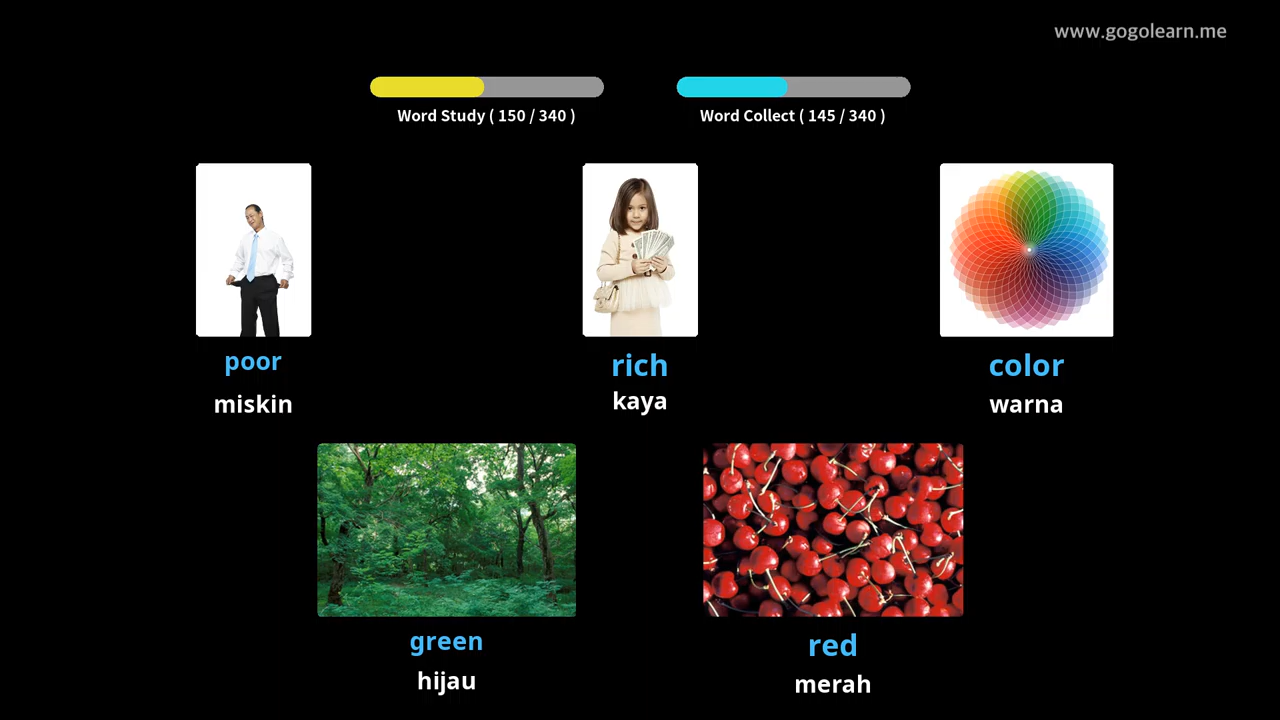 www.gogolearn.me
Word Study ( 150 / 340 )
Word Collect ( 145 / 340 )
poor
miskin
rich
kaya
color
warna
green
hijau
red
merah